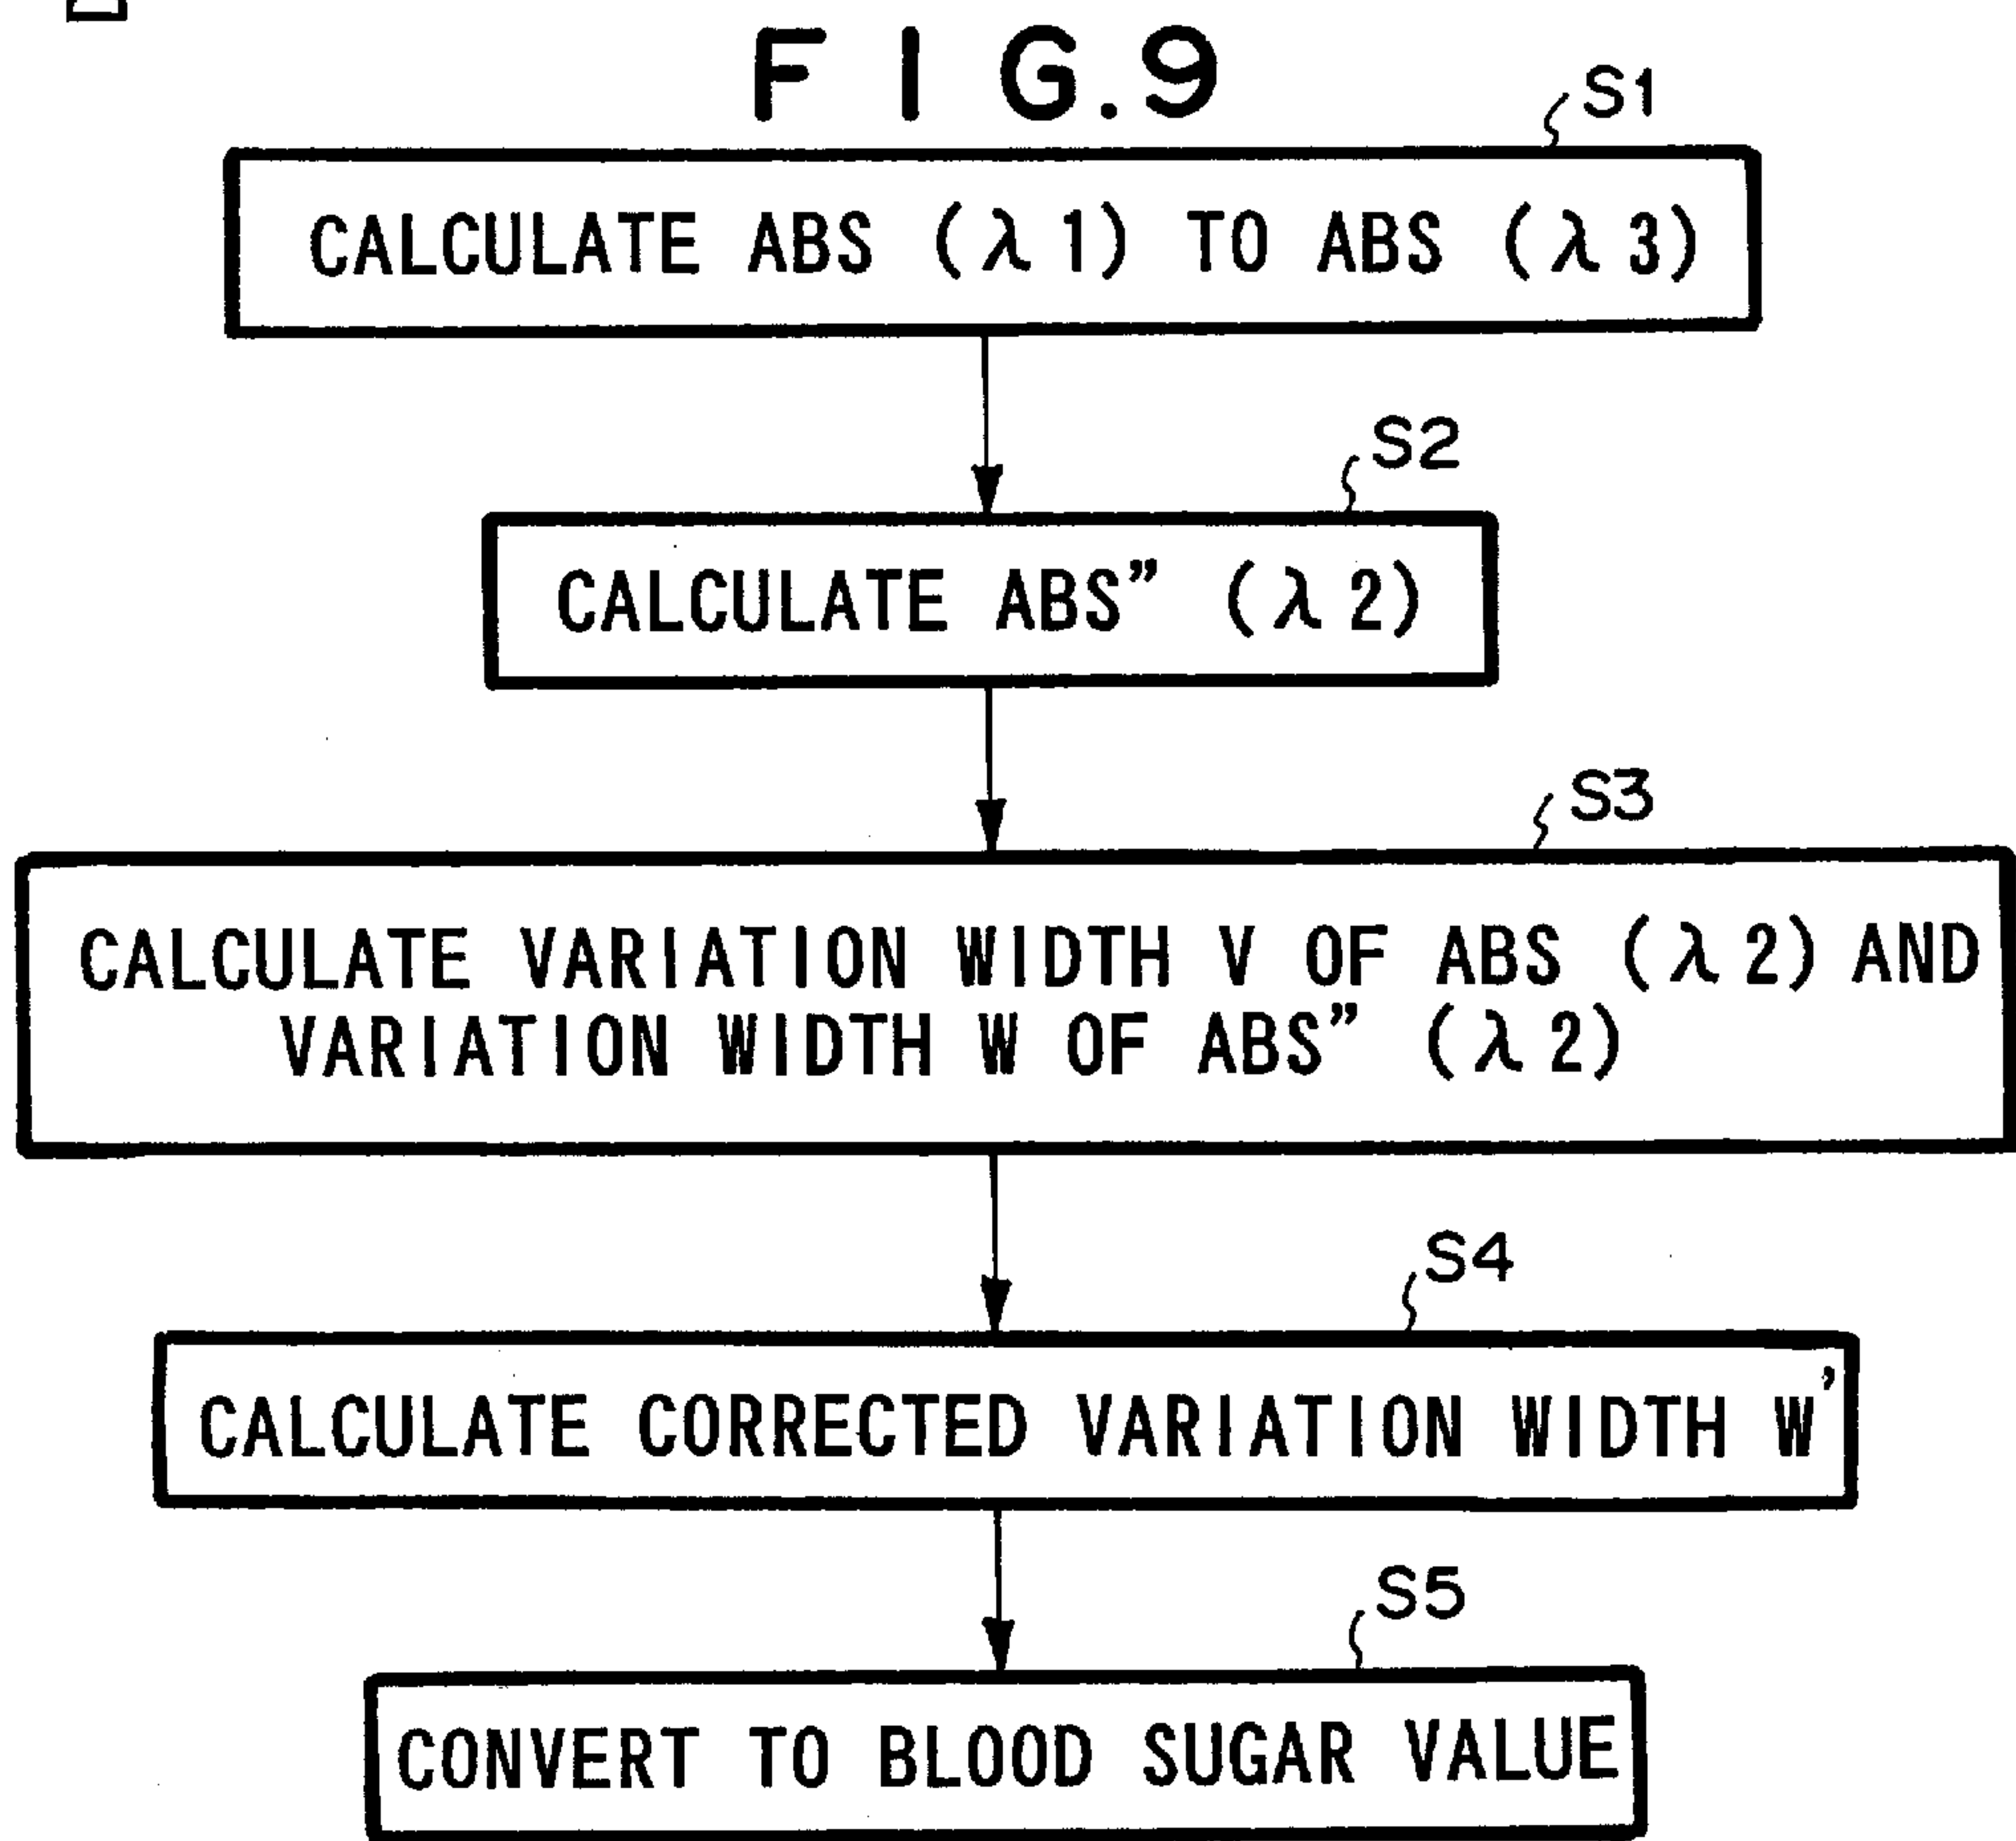 FIG.9
S1
CALCULATE ABS (λ1) TO ABS (λ3)
S2
CALCULATE ABS” (λ2)
S3
CALCULATE VARIATION WIDTH V OF ABS (λ2) AND
VARIATION WIDTH W OF ABS” (λ2)
S4
CALCULATE CORRECTED VARIATION WIDTH W’
S5
CONVERT TO BLOOD SUGAR VALUE